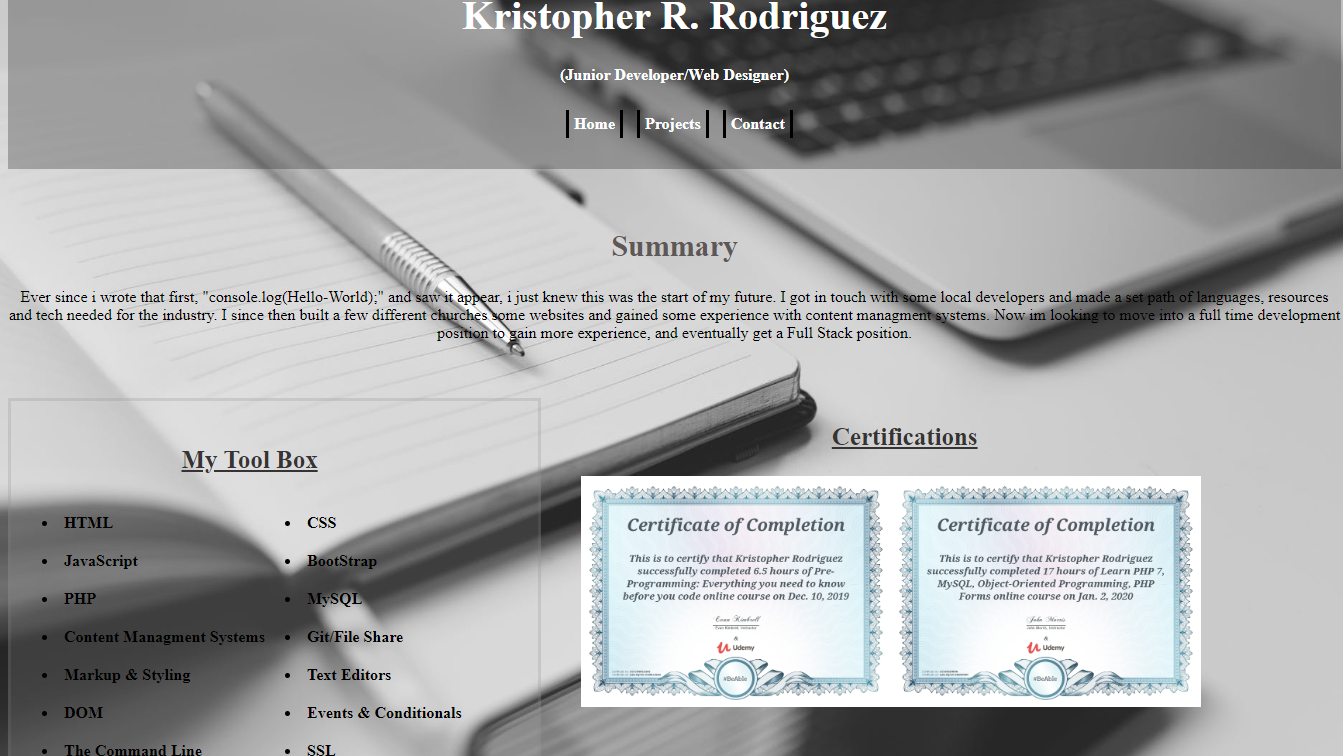 Kristopher R. Rodriguez
(Junior Developer/Web Designer)
Home Projects Contact
Summary
Ever since i wrote that first, "console.log(Hello-World);" and saw it appear, i just knew this was the start of my future. I got in touch with some local developers and made a set path of languages, resources
and tech needed for the industry. I since then built a few different churches some websites and gained some experience with content managment systems. Now im looking to move into a full time development
position to gain more experience, and eventually get a Full Stack position.
My Tool Box
HTML
JavaScript
PHP
Content Managment Systems
Markup & Styling
DOM
The Command Line
CSS
BootStrap
MySQL
Git/File Share
Text Editors
Events & Conditionals
SSL
Certifications
Certificate of Completion
This is to certify that Kristopher Rodriguez
successfully completed 6.5 hours of Pre-
Programming: Everything you need to know
before you code online course on Dec. 10, 2019
&
Udemy
#BeAble
Certificate of Completion
This is to certify that Kristopher Rodriguez
successfully completed 17 hours of Learn PHP 7,
MySQL, Object-Oriented Programming, PHP
Forms online course on Jan. 2, 2020
&
Udemy
#BeAble